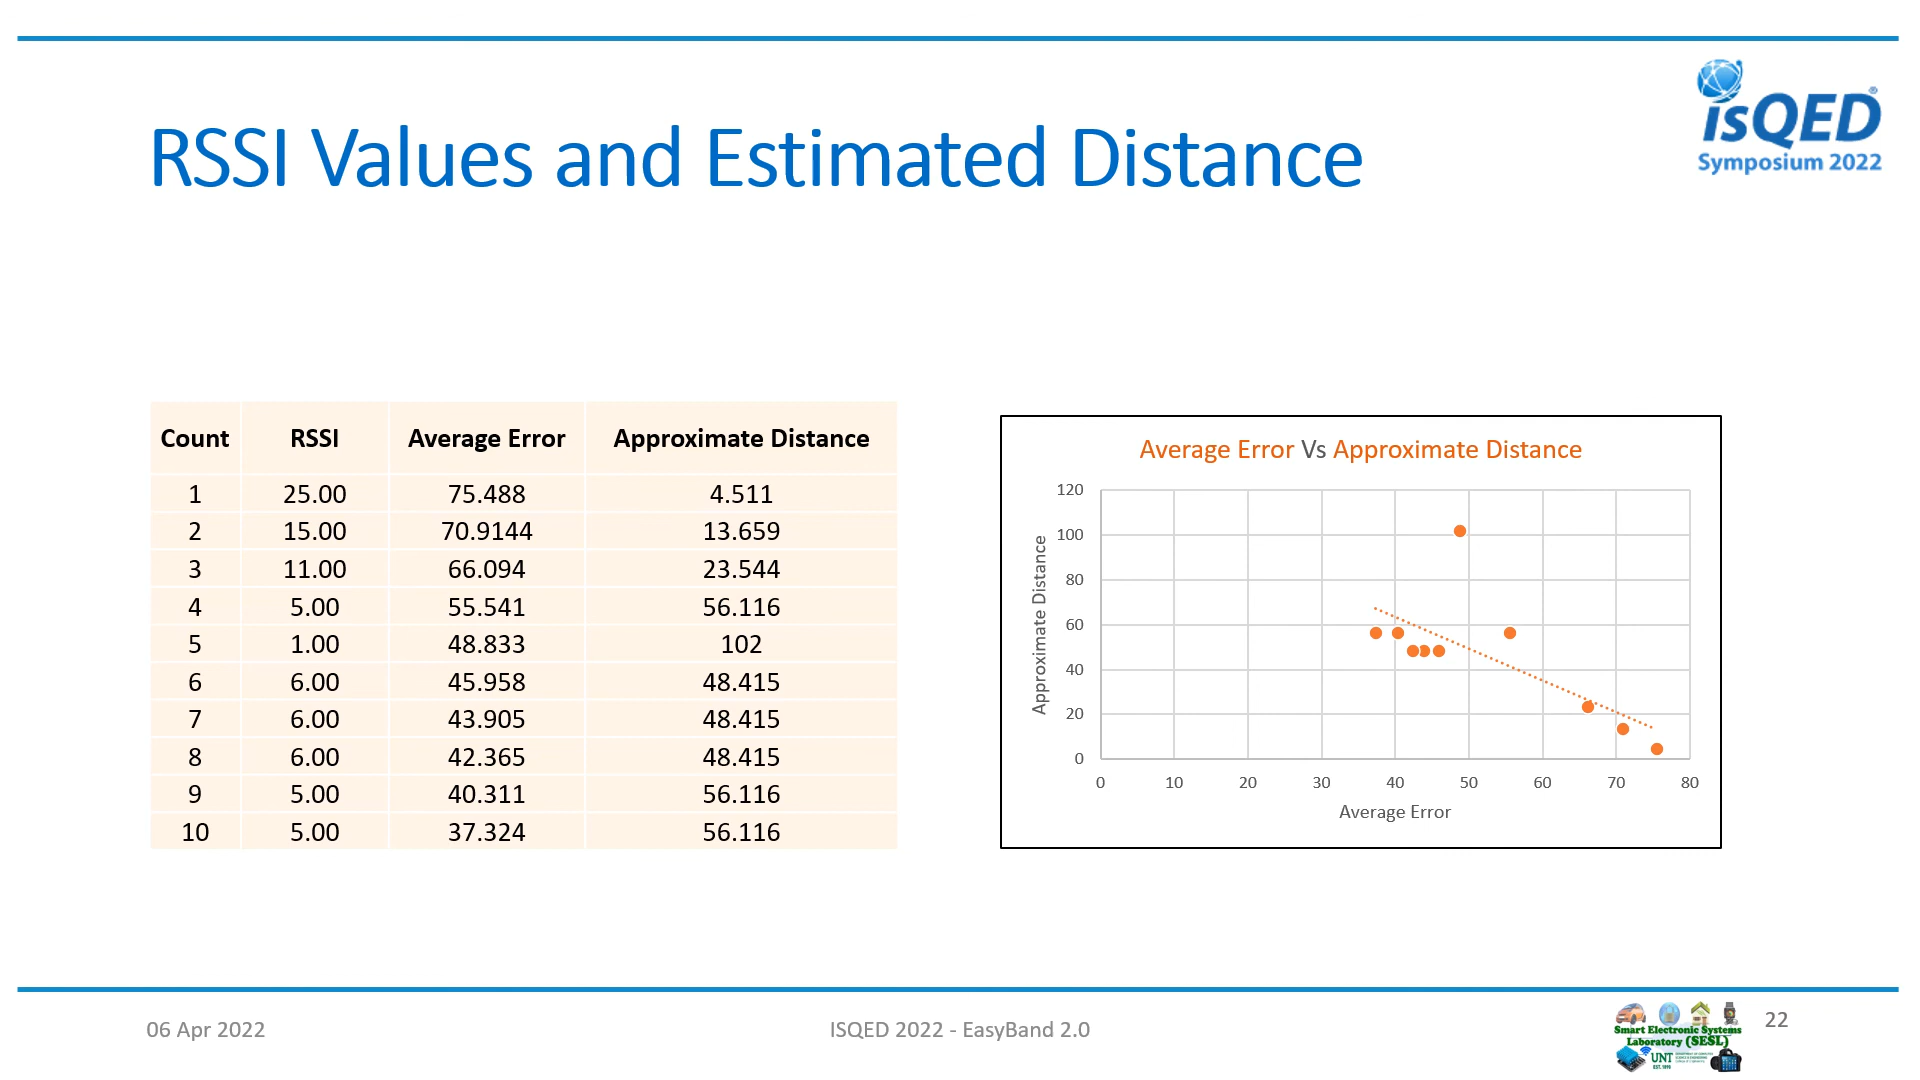 isQED®
Symposium 2022
RSSI Values and Estimated Distance
Count RSSI Average Error Approximate Distance
1 25.00 75.488 4.511
2 15.00 70.9144 13.659
3 11.00 66.094 23.544
4 5.00 55.541 56.116
5 1.00 48.833 102
6 6.00 45.958 48.415
7 6.00 43.905 48.415
8 6.00 42.365 48.415
9 5.00 40.311 56.116
10 5.00 37.324 56.116
Average Error Vs Approximate Distance
Approximate Distance
120
100
80
60
40
20
0
0 10 20 30 40 50 60 70 80
Average Error
06 Apr 2022
ISQED 2022 - EasyBand 2.0
Smart Electronic Systems
Laboratory (SESL)
UNT
EST. 1890
22